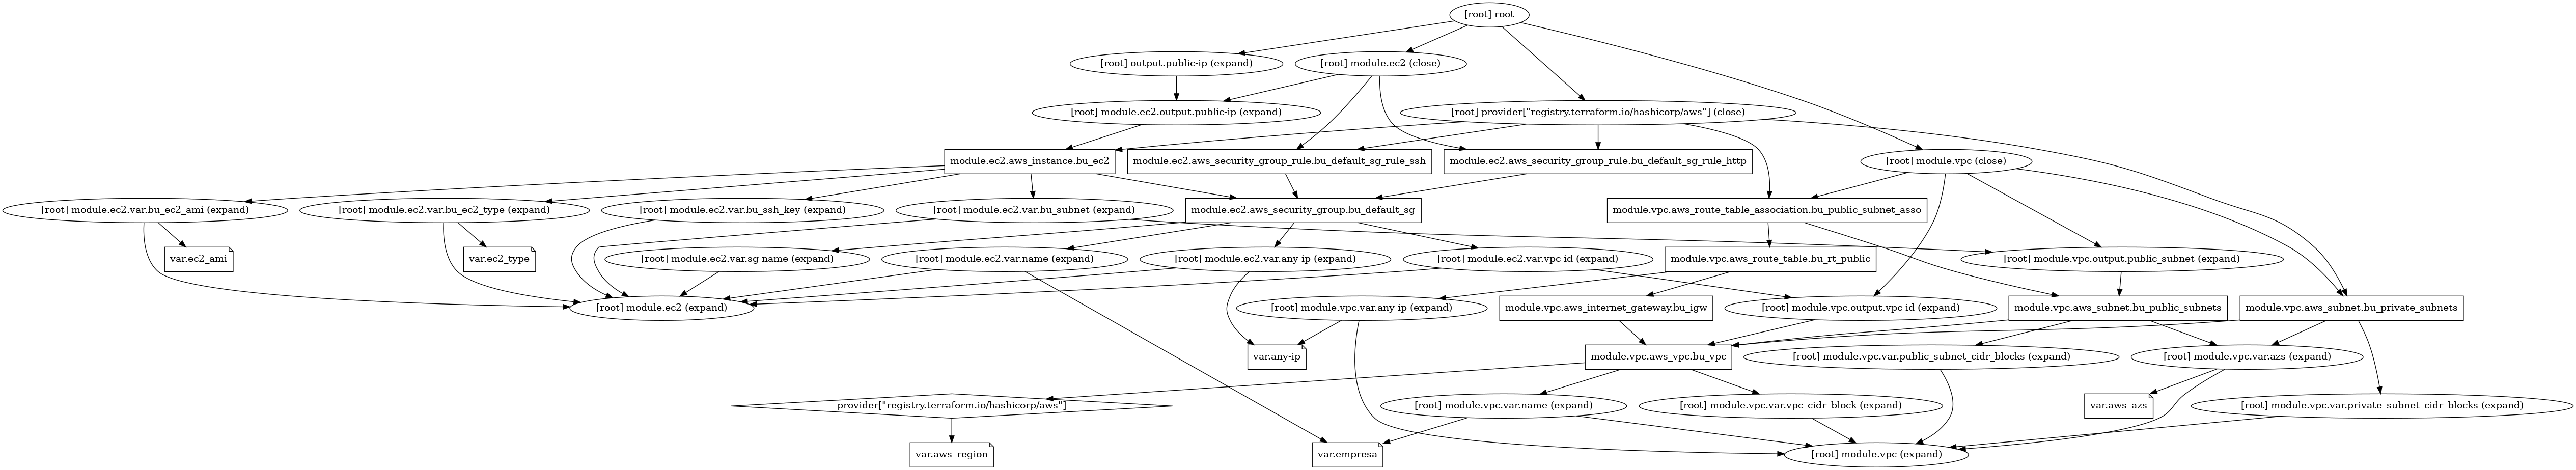 [root] root
[root] output.public-ip (expand)
[root] module.ec2 (close)
[root] module.ec2.output.public-ip (expand)
[root] provider[\"registry.terraform.io/hashicorp/aws\"] (close)
module.ec2.aws_instance.bu_ec2
module.ec2.aws_security_group_rule.bu_default_sg_rule_ssh
module.ec2.aws_security_group_rule.bu_default_sg_rule_http
[root] module.vpc (close)
[root] module.ec2.var.bu_ec2_ami (expand)
[root] module.ec2.var.bu_ec2_type (expand)
[root] module.ec2.var.bu_ssh_key (expand)
[root] module.ec2.var.bu_subnet (expand)
module.ec2.aws_security_group.bu_default_sg
module.vpc.aws_route_table_association.bu_public_subnet_asso
var.ec2_ami
var.ec2_type
[root] module.ec2.var.sg-name (expand)
[root] module.ec2.var.name (expand)
[root] module.ec2.var.any-ip (expand)
[root] module.ec2.var.vpc-id (expand)
module.vpc.aws_route_table.bu_rt_public
[root] module.vpc.output.public_subnet (expand)
[root] module.ec2 (expand)
[root] module.vpc.var.any-ip (expand)
module.vpc.aws_internet_gateway.bu_igw
[root] module.vpc.output.vpc-id (expand)
module.vpc.aws_subnet.bu_public_subnets
module.vpc.aws_subnet.bu_private_subnets
var.any-ip
module.vpc.aws_vpc.bu_vpc
[root] module.vpc.var.public_subnet_cidr_blocks (expand)
[root] module.vpc.var.azs (expand)
provider[\"registry.terraform.io/hashicorp/aws\"]
[root] module.vpc.var.name (expand)
[root] module.vpc.var.vpc_cidr_block (expand)
var.aws_azs
[root] module.vpc.var.private_subnet_cidr_blocks (expand)
var.aws_region
var.empresa
[root] module.vpc (expand)